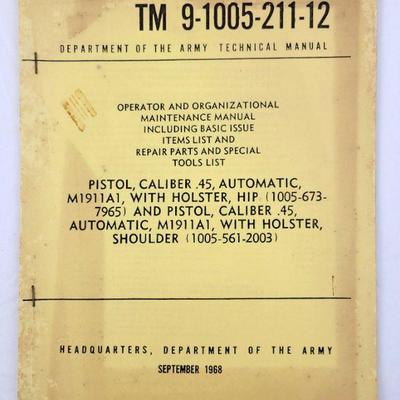 TM 9-1005-211-12
DEPARTMENT OF THE ARMY TECHNICAL MANUAL
OPERATOR AND ORGANIZATIONAL
MAINTENANCE MANUAL
INCLUDING BASIC ISSUE
ITEMS LIST AND
REPAIR PARTS AND SPECIAL
TOOLS LIST
PISTOL, CALIBER .45, AUTOMATIC,
M1911A1, WITH HOLSTER, HIP (1005-673-
7965) AND PISTOL, CALIBER .45,
AUTOMATIC, M1911A1, WITH HOLSTER,
SHOULDER (1005-561-2003)
HEADQUARTERS, DEPARTMENT OF THE ARMY
SEPTEMBER 1968